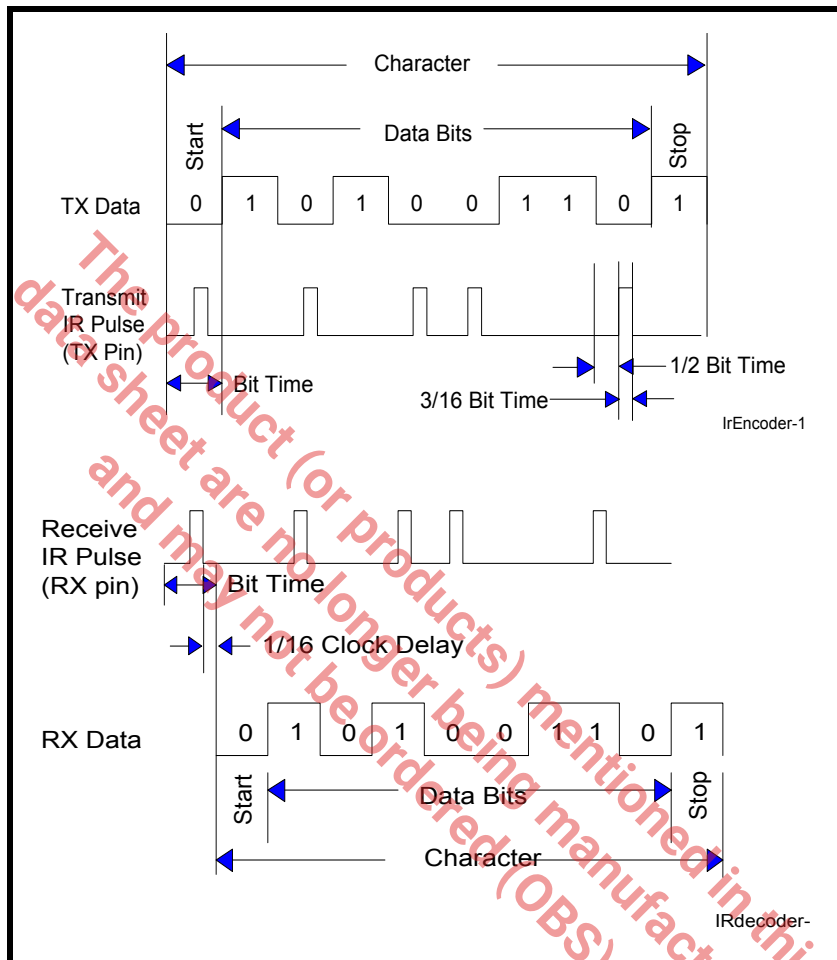 Character
Start
Data Bits
Stop
TX Data
0 1 0 1 0 0 1 1 0 1
Transmit
IR Pulse
(TX Pin)
Bit Time
1/2 Bit Time
3/16 Bit Time
IrEncoder-1
Receive
IR Pulse
(RX pin)
Bit Time
1/16 Clock Delay
RX Data
0 1 0 1 0 0 1 1 0 1
Start
Data Bits
Stop
Character
IRdecoder-
The product (or products) mentioned in thi
data sheet are no longer being manufact
and may not be ordered (OBS)